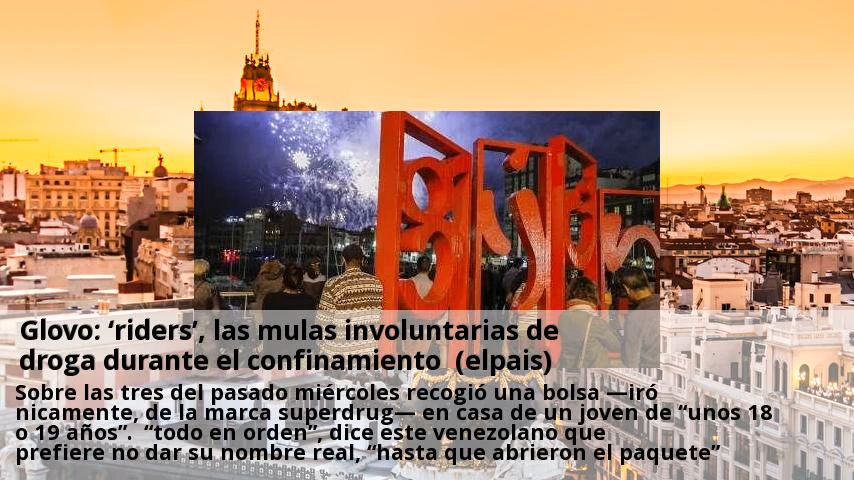 gijon
Glovo: ‘riders’, las mulas involuntarias de
droga durante el confinamiento (elpais)
Sobre las tres del pasado miércoles recogió una bolsa —iró
nicamente, de la marca superdrug— en casa de un joven de “unos 18
o 19 años”. “todo en orden”, dice este venezolano que
prefiere no dar su nombre real, “hasta que abrieron el paquete”